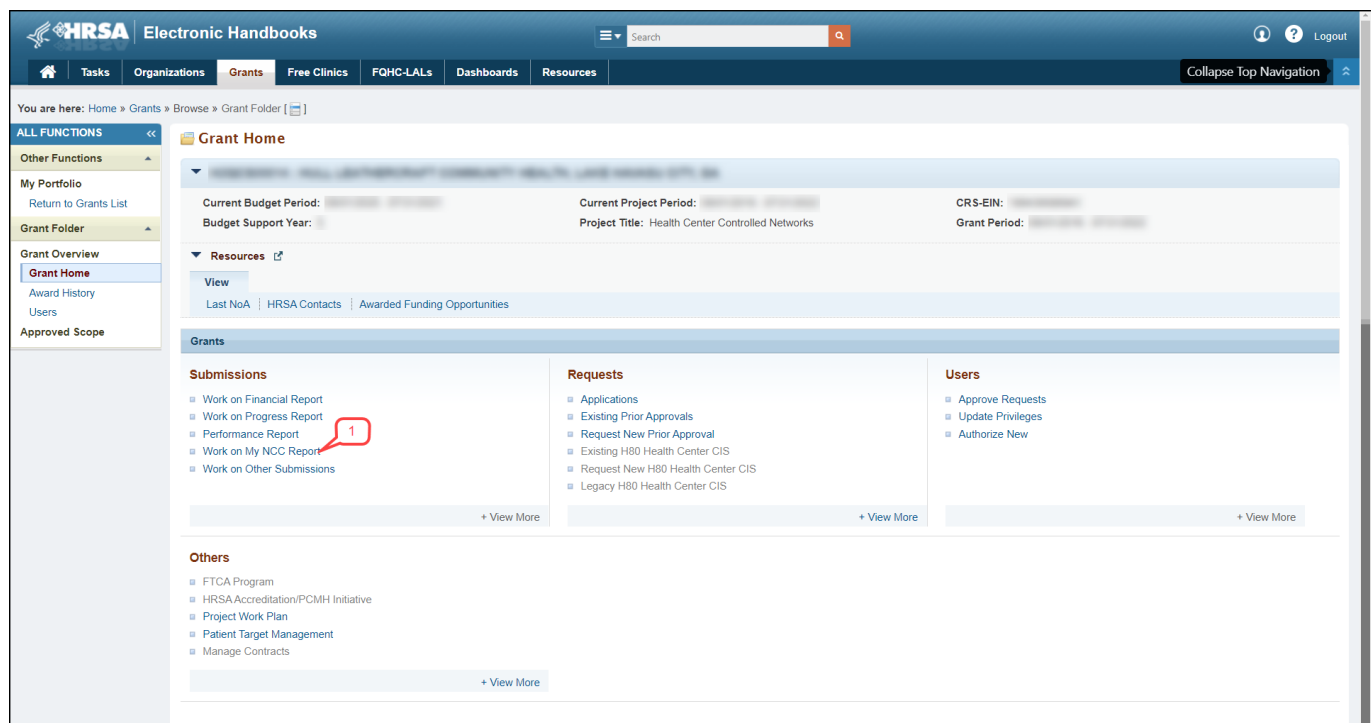 HRSA Electronic Handbooks
Search
? Logout
Tasks Organizations Grants Free Clinics FQHC-LALs Dashboards Resources
Collapse Top Navigation
You are here: Home » Grants » Browse » Grant Folder [ ]
ALL FUNCTIONS «
Other Functions
My Portfolio
Return to Grants List
Grant Folder
Grant Overview
Grant Home
Award History
Users
Approved Scope
Grant Home
Current Budget Period: Current Project Period: CRS-EIN:
Budget Support Year: Project Title: Health Center Controlled Networks Grant Period:
Resources
View
Last NoA HRSA Contacts Awarded Funding Opportunities
Grants
Submissions
Work on Financial Report
Work on Progress Report
Performance Report
1
Work on My NCC Report
Work on Other Submissions
+ View More
Requests
Applications
Existing Prior Approvals
Request New Prior Approval
Existing H80 Health Center CIS
Request New H80 Health Center CIS
Legacy H80 Health Center CIS
+ View More
Users
Approve Requests
Update Privileges
Authorize New
+ View More
Others
FTCA Program
HRSA Accreditation/PCMH Initiative
Project Work Plan
Patient Target Management
Manage Contracts
+ View More